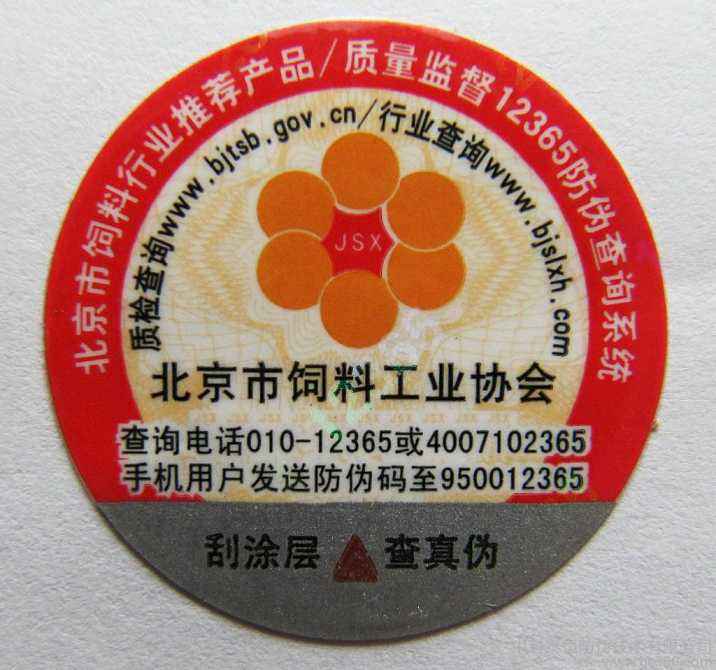 北京市饲料行业推荐产品/质量监督12365防伪查询系统
质检查询www.bjtsb.gov.cn/行业查询www.bjslxh.com
JSX
北京市饲料工业协会
查询电话010-12365或4007102365
手机用户发送防伪码至950012365
刮涂层 查真伪